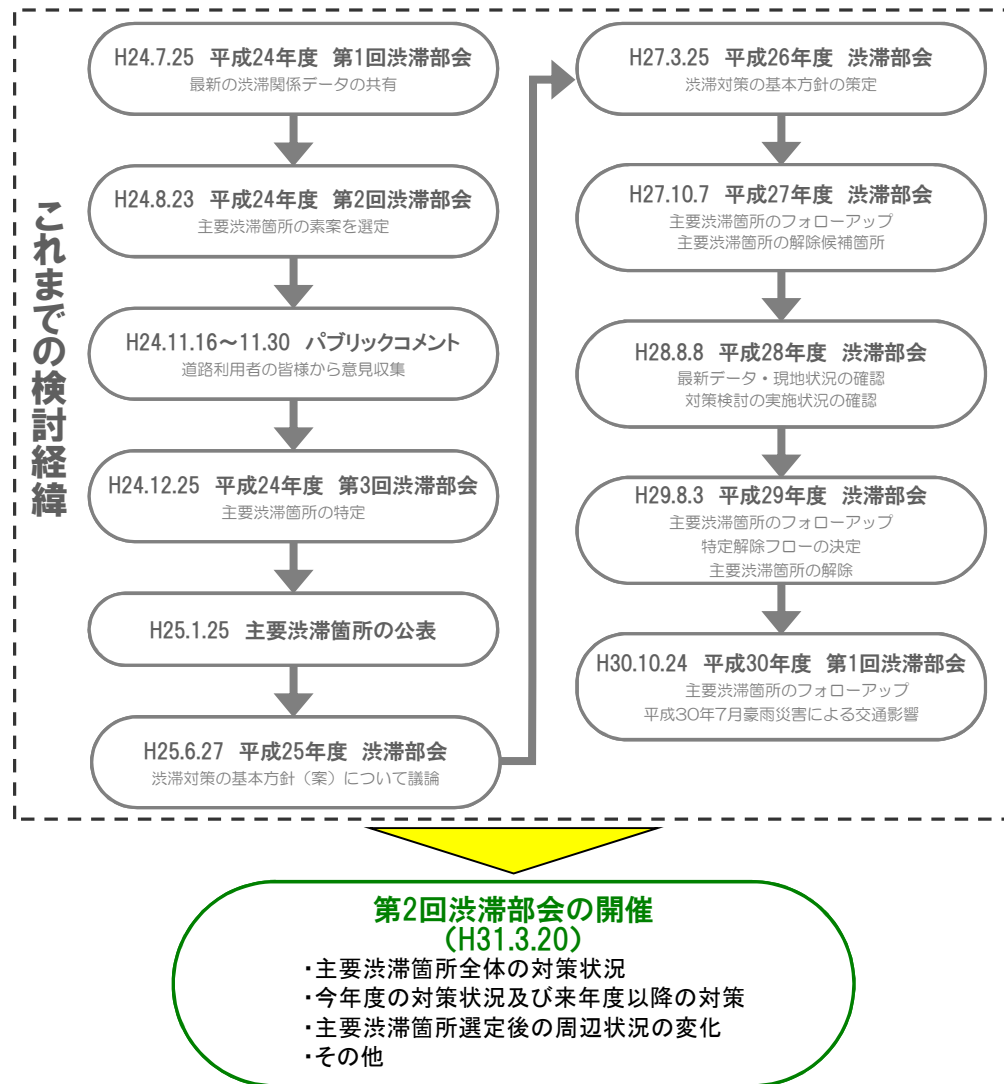 これまでの検討経緯
H24.7.25 平成24年度 第1回渋滞部会
最新の渋滞関係データの共有
H24.8.23 平成24年度 第2回渋滞部会
主要渋滞箇所の素案を選定
H24.11.16～11.30 パブリックコメント
道路利用者の皆様から意見収集
H24.12.25 平成24年度 第3回渋滞部会
主要渋滞箇所の特定
H25.1.25 主要渋滞箇所の公表
H25.6.27 平成25年度 渋滞部会
渋滞対策の基本方針（案）について議論
H27.3.25 平成26年度 渋滞部会
渋滞対策の基本方針の策定
H27.10.7 平成27年度 渋滞部会
主要渋滞箇所のフォローアップ
主要渋滞箇所の解除候補箇所
H28.8.8 平成28年度 渋滞部会
最新データ・現地状況の確認
対策検討の実施状況の確認
H29.8.3 平成29年度 渋滞部会
主要渋滞箇所のフォローアップ
特定解除フローの決定
主要渋滞箇所の解除
H30.10.24 平成30年度 第1回渋滞部会
主要渋滞箇所のフォローアップ
平成30年7月豪雨災害による交通影響
第2回渋滞部会の開催
（H31.3.20）
・主要渋滞箇所全体の対策状況
・今年度の対策状況及び来年度以降の対策
・主要渋滞箇所選定後の周辺状況の変化
・その他